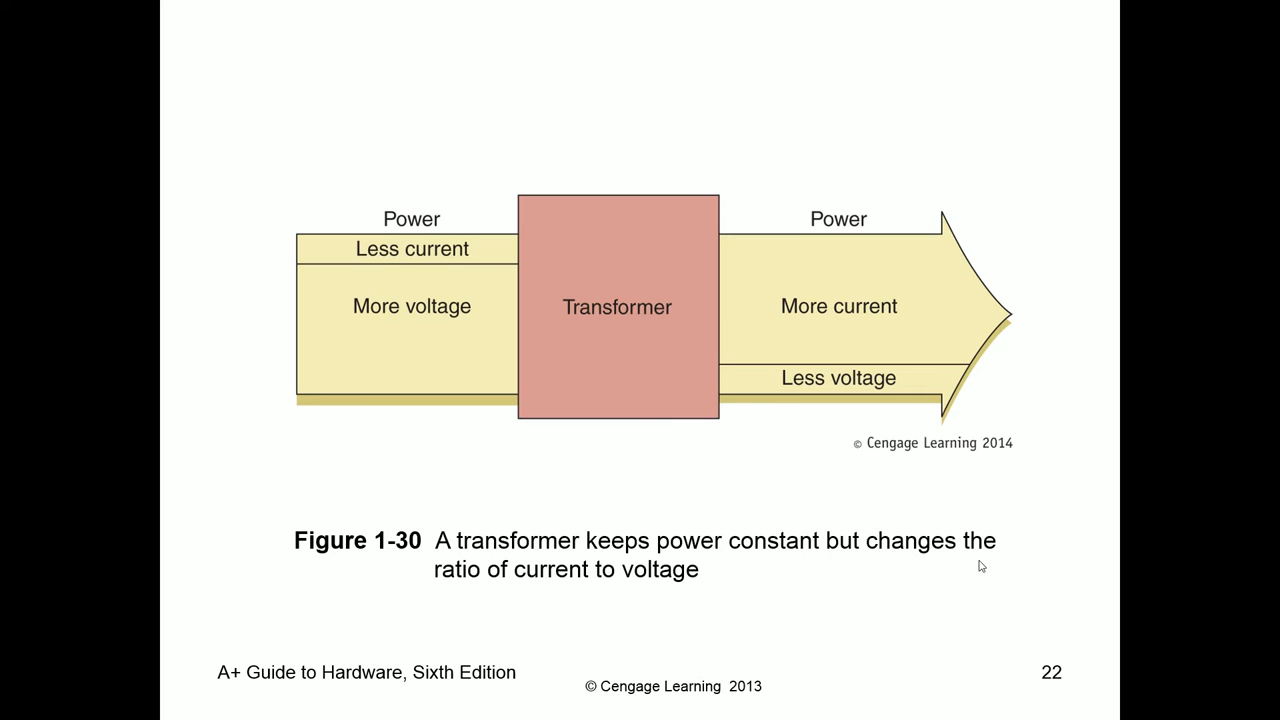 Power
Less current
More voltage
Transformer
Power
More current
Less voltage
© Cengage Learning 2014
Figure 1-30 A transformer keeps power constant but changes the
ratio of current to voltage
A+ Guide to Hardware, Sixth Edition
© Cengage Learning 2013
22